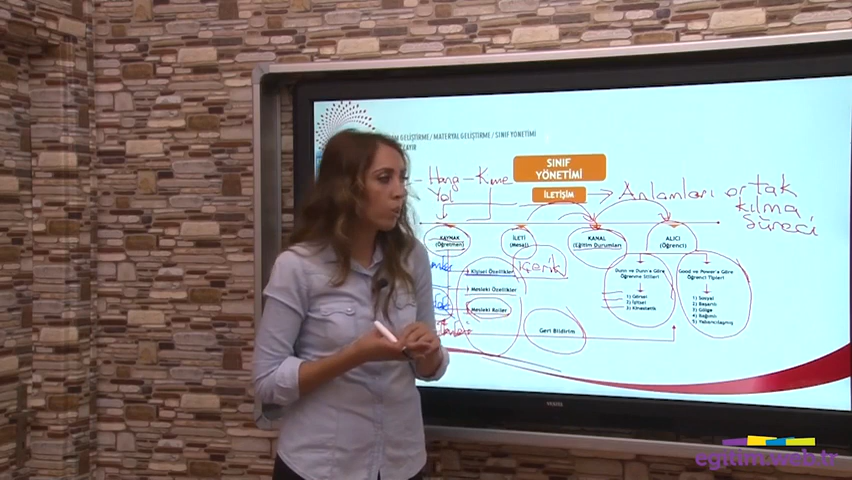 GELİŞTİRME / MATERYAL GELİŞTİRME / SINIF YÖNETİMİ
SINIF
YÖNETİMİ
Hang - Kime
Yol
İLETİŞİM
Anlamları ortak
kılma
süreci
KAYNAK
(Öğretmen)
İLETİ
(Mesaj)
KANAL
(Eğitim Durumları)
ALICI
(Öğrenci)
içerik
Kişisel Özellikler
Mesleki Özellikler
Mesleki Roller
Geri Bildirim
Dunn ve Dunn'a Göre
Öğrenme Stilleri
1) Görsel
2) İşitsel
3) Kinestetik
Good ve Power'a Göre
Öğrenci Tipleri
1) Sosyal
2) Başarılı
3) Gölge
4) Bağımlı
5) Yabancılaşmış
egitim.web.tr